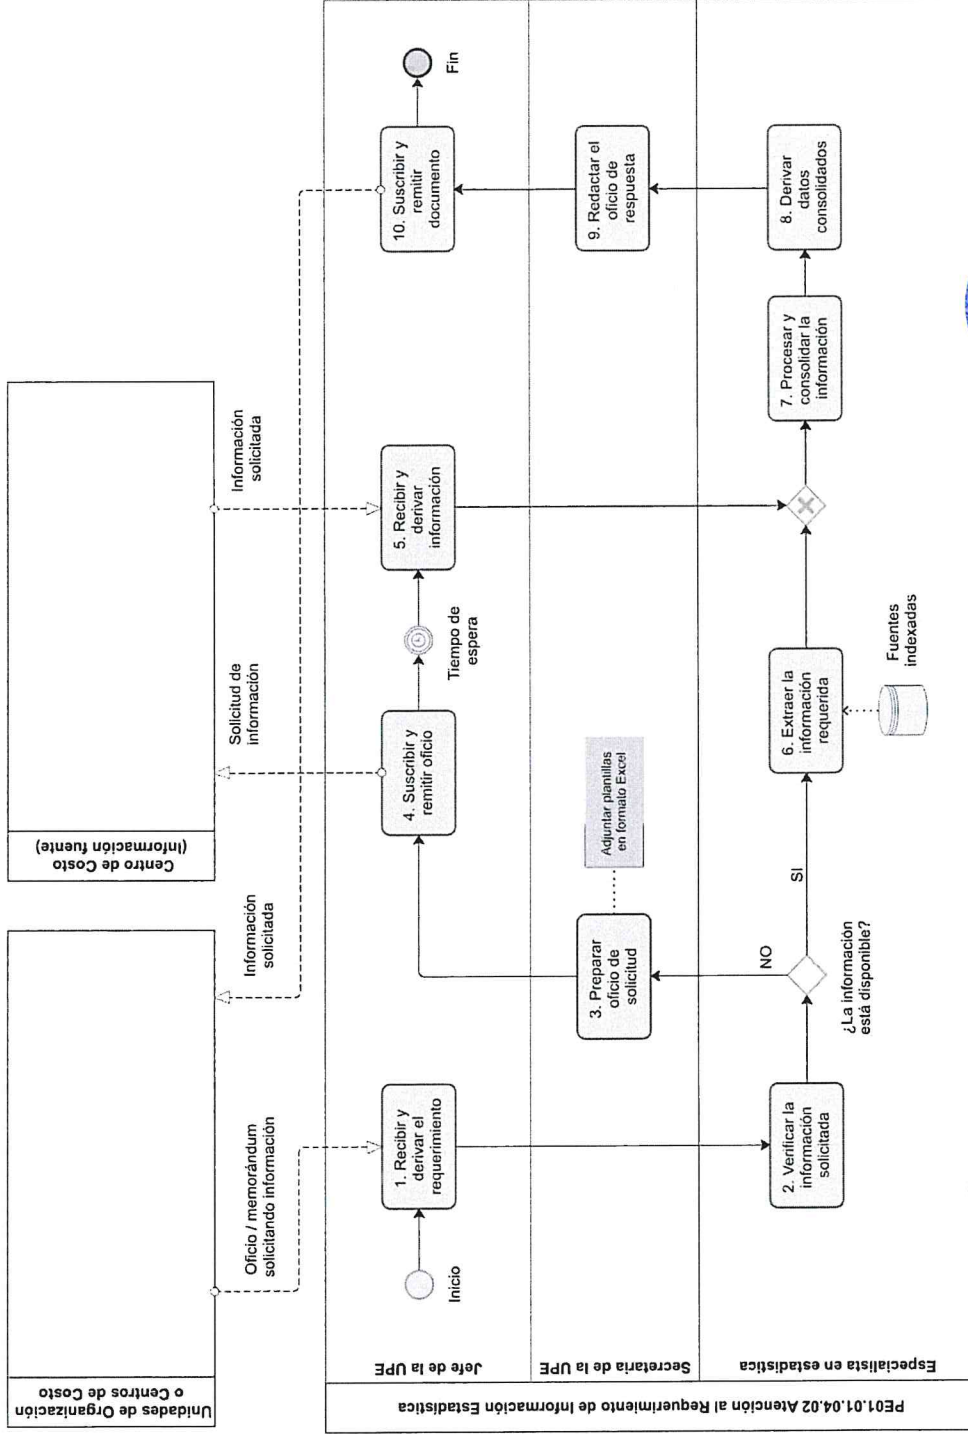 Unidades de Organización
o Centros de Costo
Centro de Costo
(Información fuente)
Oficio / memorándum
solicitando información
Información
solicitada
Solicitud de
información
Información
solicitada
PE01.01.04.02 Atención al Requerimiento de Información Estadística
Jefe de la UPE
Inicio
1. Recibir y
derivar el
requerimiento
4. Suscribir y
remitir oficio
Tiempo de
espera
5. Recibir y
derivar
información
10. Suscribir y
remitir
documento
Fin
Secretaria de la UPE
3. Preparar
oficio de
solicitud
Adjuntar plantillas
en formato Excel
9. Redactar el
oficio de
respuesta
Especialista en estadística
2. Verificar la
información
solicitada
¿La información
está disponible?
NO
SI
6. Extraer la
información
requerida
Fuentes
indexadas
7. Procesar y
consolidar la
información
8. Derivar
datos
consolidados